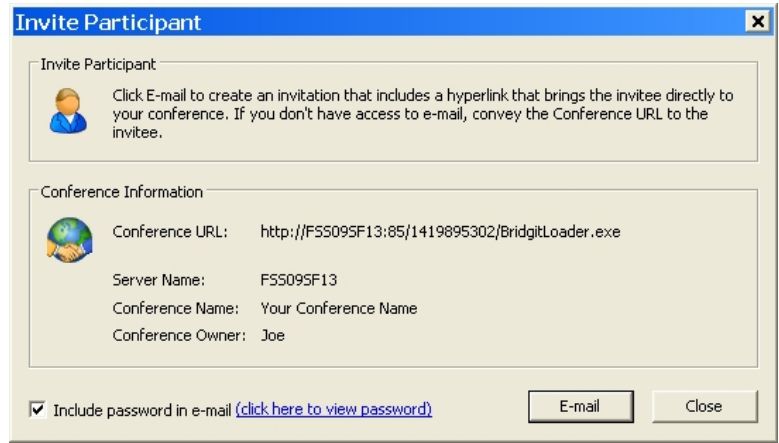 Invite Participant
Invite Participant
Click E-mail to create an invitation that includes a hyperlink that brings the invitee directly to
your conference. If you don't have access to e-mail, convey the Conference URL to the
invitee.
Conference Information
Conference URL: http://FSS09SF13:85/1419895302/BridgitLoader.exe
Server Name: FSS09SF13
Conference Name: Your Conference Name
Conference Owner: Joe
Include password in e-mail (click here to view password) E-mail Close